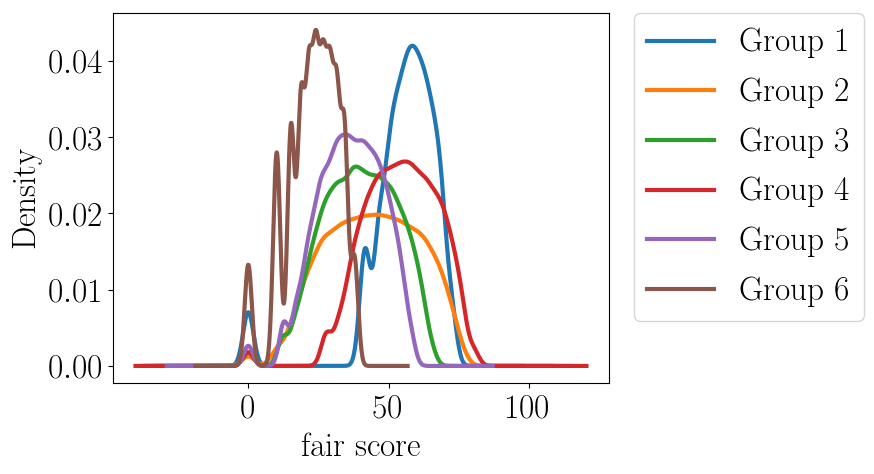 0.04
0.03
0.02
0.01
0.00
Density
0
50
100
fair score
Group 1
Group 2
Group 3
Group 4
Group 5
Group 6